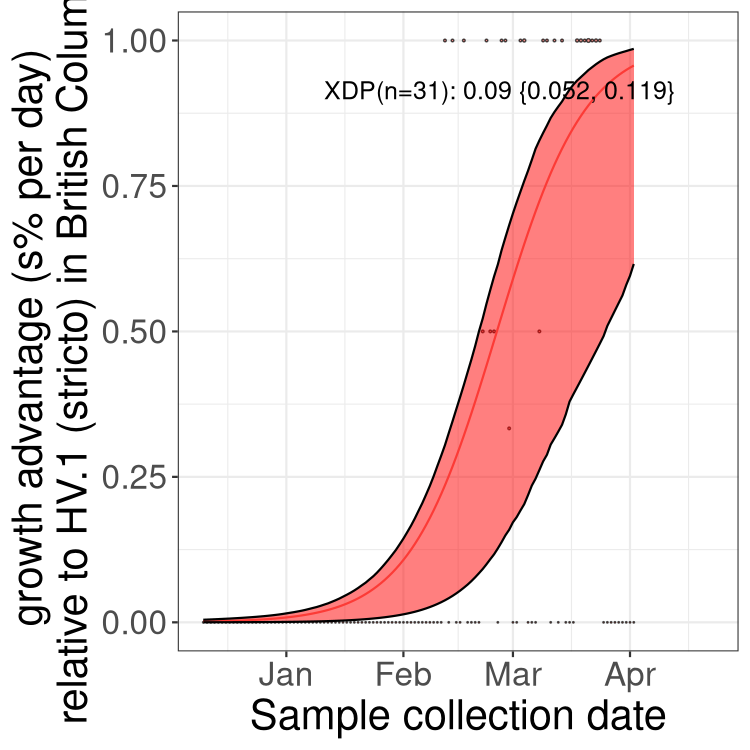 growth advantage (s% per day)
relative to HV.1 (stricto) in British Colum
1.00
0.75
0.50
0.25
0.00
XDP(n=31): 0.09 {0.052, 0.119}
Jan Feb Mar Apr
Sample collection date